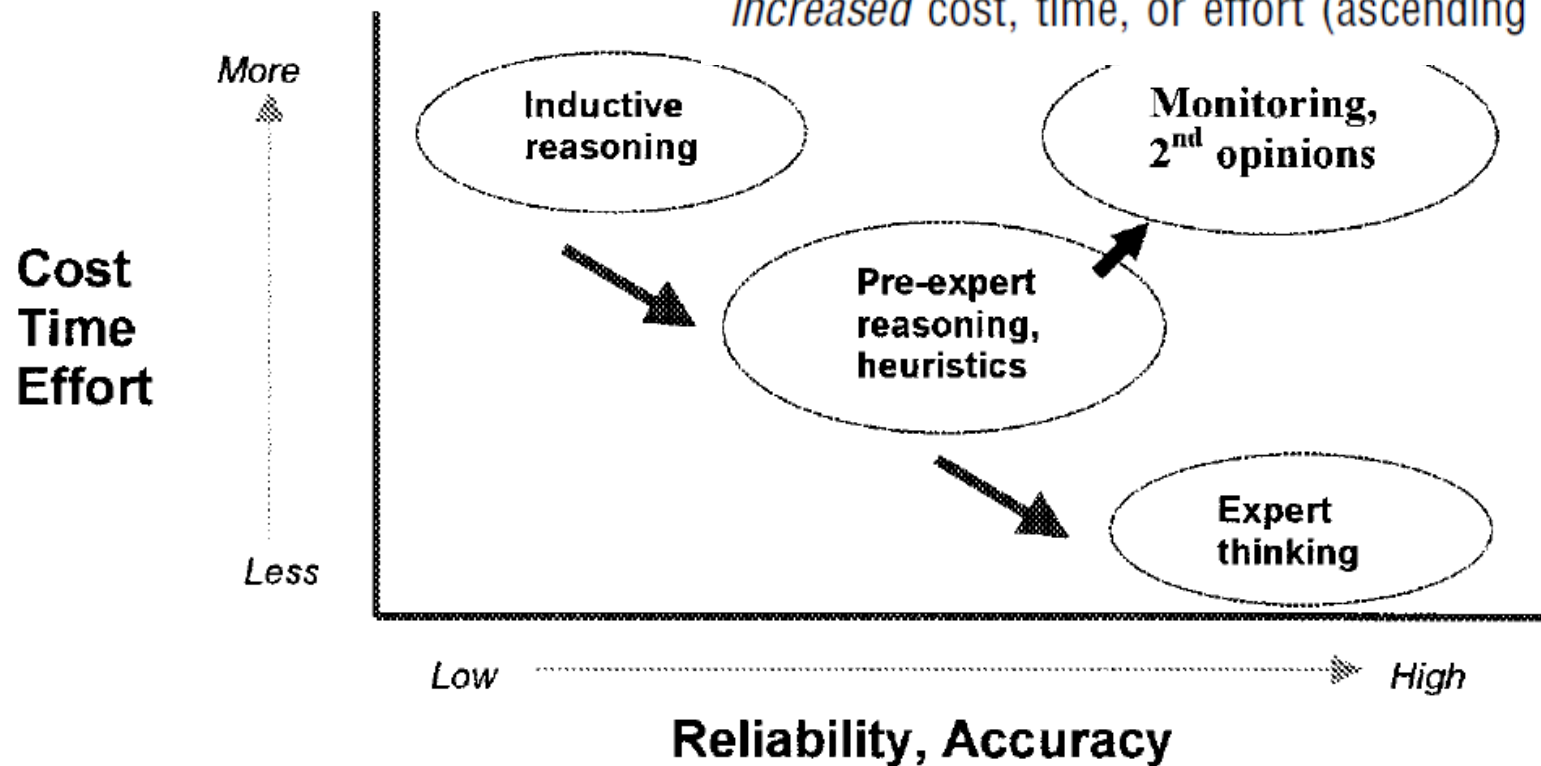 increased cost, time, or effort (ascending
More
Inductive
reasoning
Monitoring,
2nd opinions
Cost
Time
Effort
Pre-expert
reasoning,
heuristics
Expert
thinking
Less
Low
High
Reliability, Accuracy